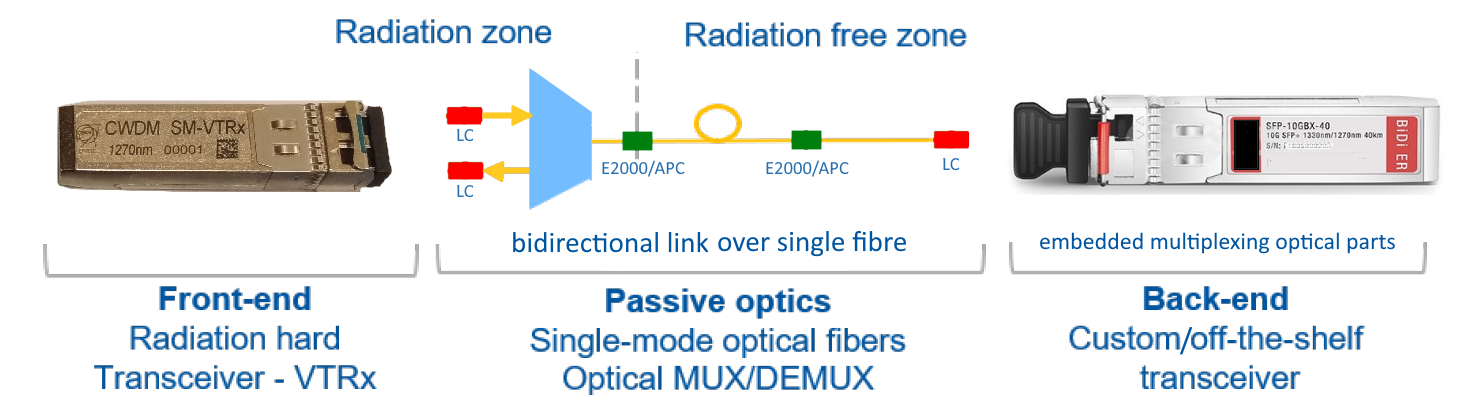 Radiation zone
Radiation free zone
CWDM SM-VTRx
1270nm 00001
LC
LC
E2000/APC
E2000/APC
LC
SFP-10GBX-40
10G SFP+ 1330nm/1270nm 40km
S/N:
BiDi ER
bidirectional link over single fibre
embedded multiplexing optical parts
Front-end
Radiation hard
Transceiver - VTRx
Passive optics
Single-mode optical fibers
Optical MUX/DEMUX
Back-end
Custom/off-the-shelf
transceiver